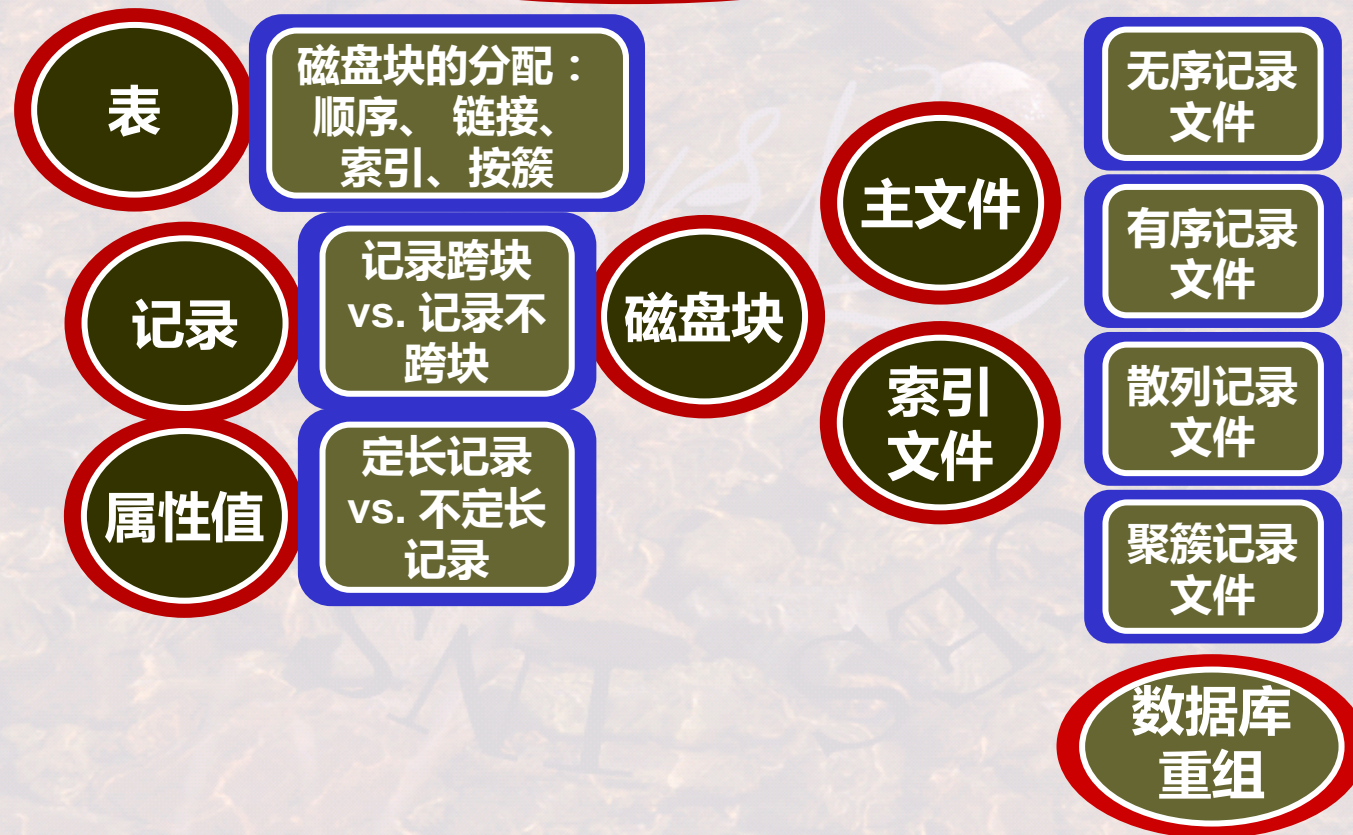 表
磁盘块的分配：
顺序、 链接、
索引、按簇
记录
记录跨块
vs. 记录不
跨块
属性值
定长记录
vs. 不定长
记录
磁盘块
主文件
索引
文件
无序记录
文件
有序记录
文件
散列记录
文件
聚簇记录
文件
数据库
重组